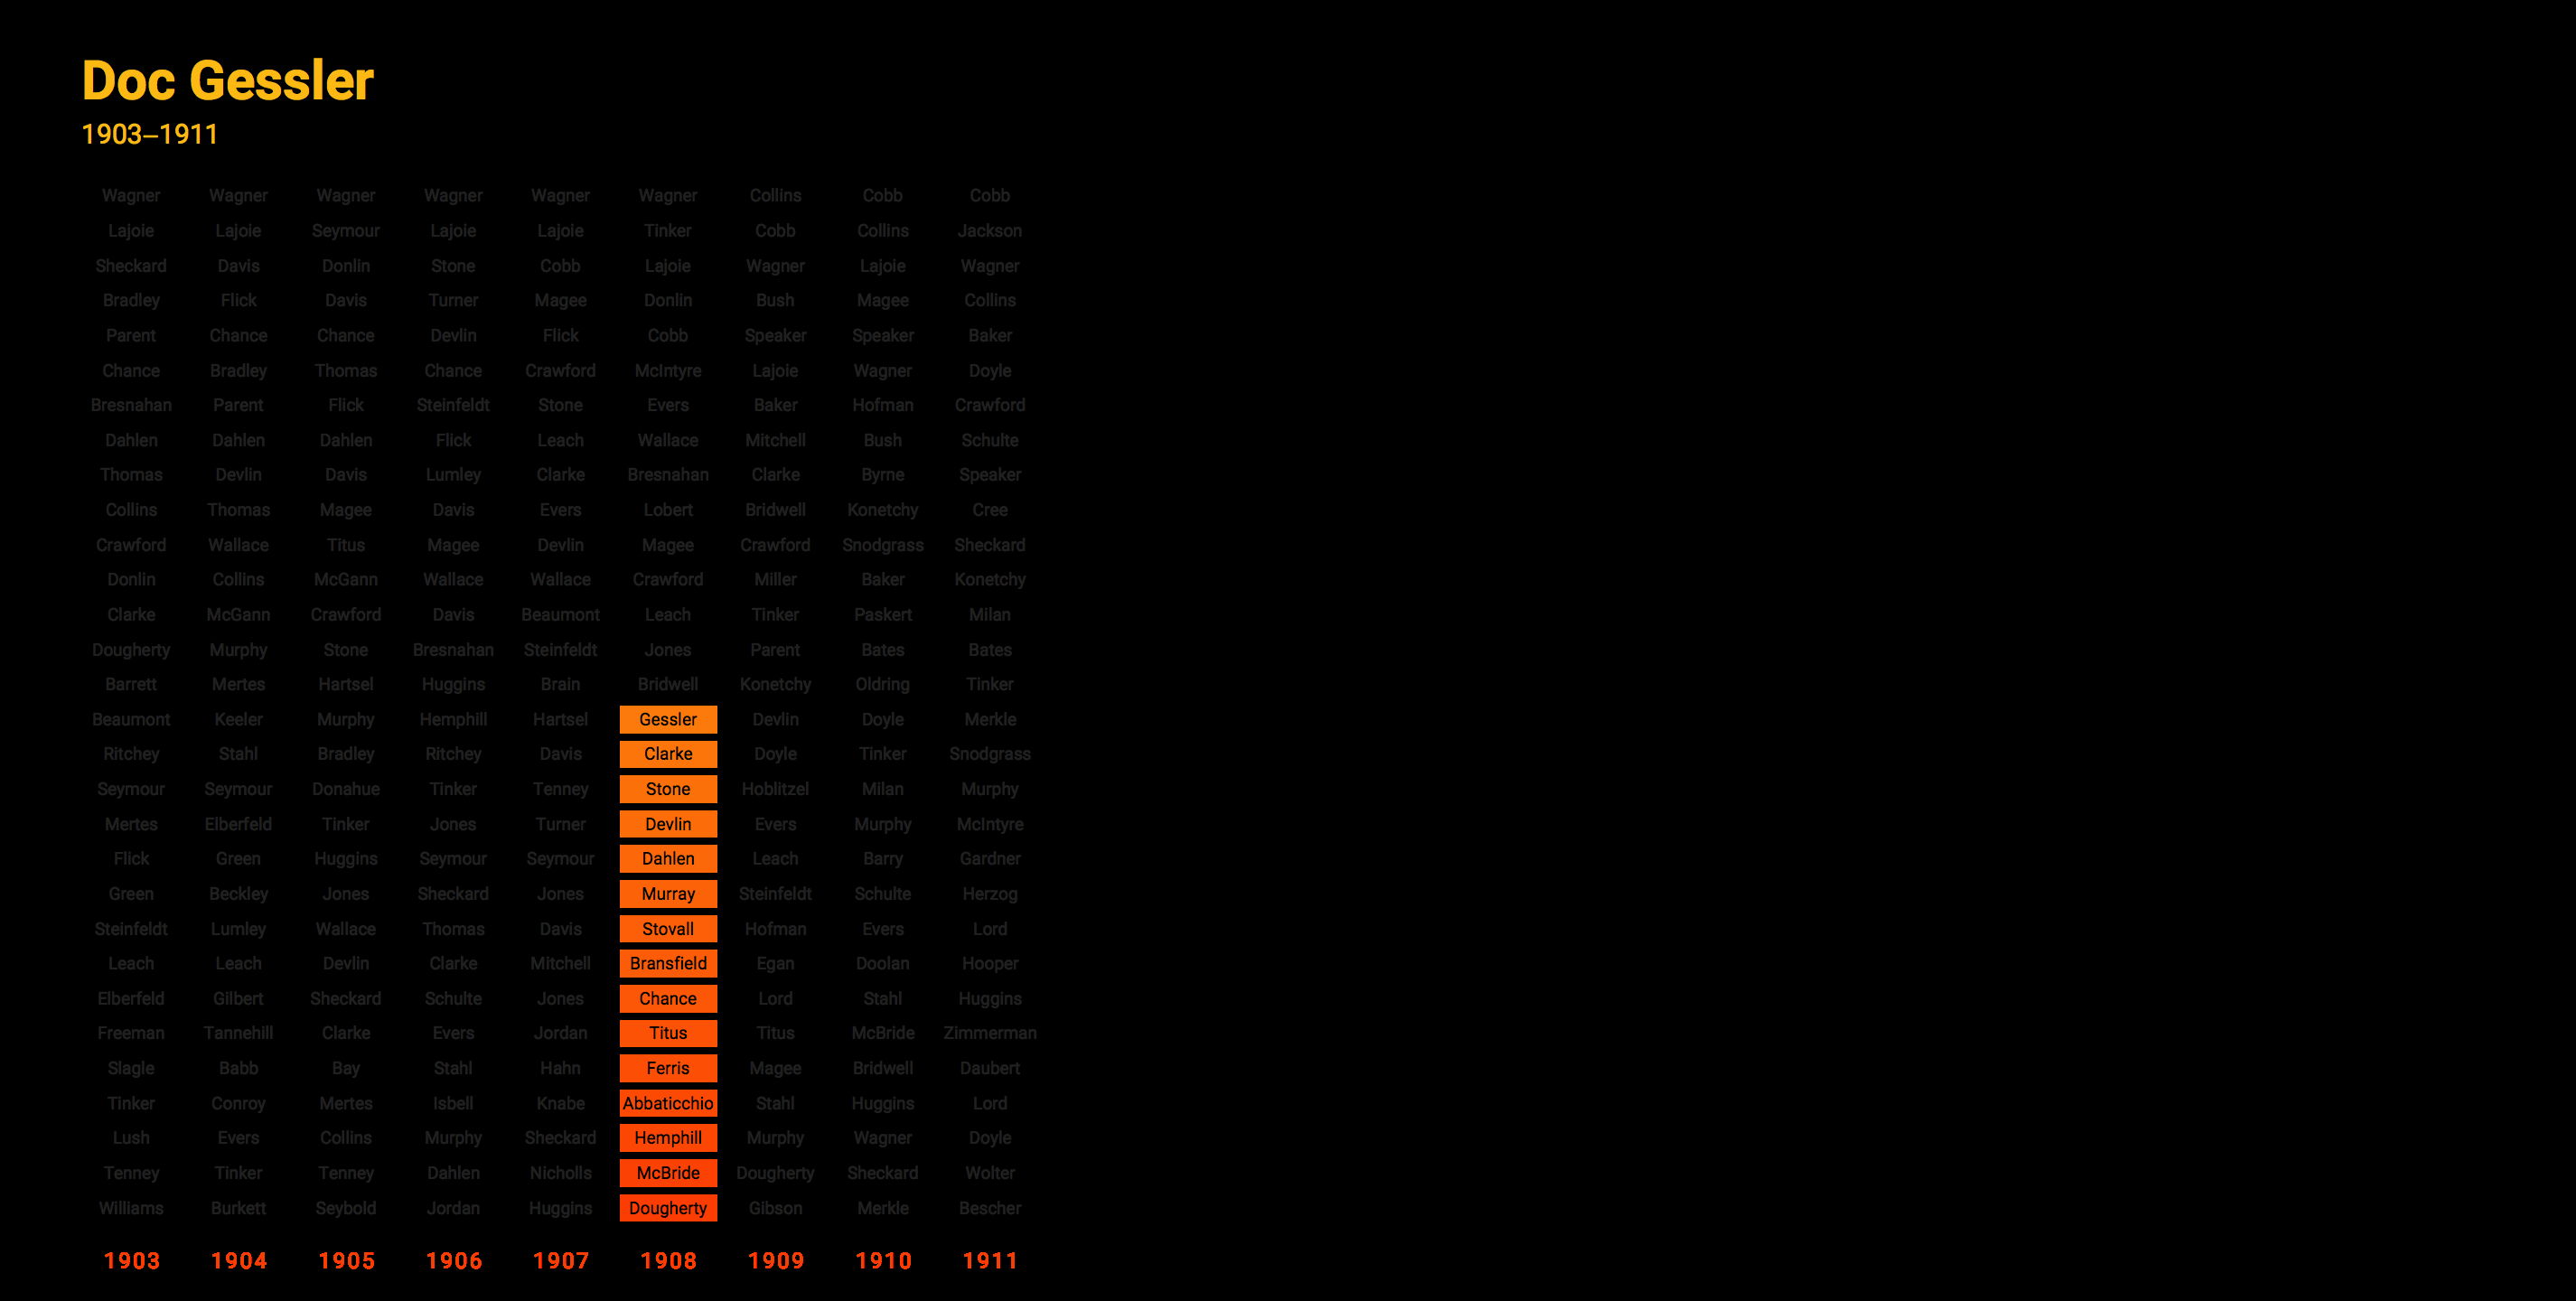 Doc Gessler
1903–1911
Wagner Wagner Wagner Wagner Wagner Wagner Collins Cobb Cobb
Lajoie Lajoie Seymour Lajoie Lajoie Tinker Cobb Collins Jackson
Sheckard Davis Donlin Stone Cobb Lajoie Wagner Lajoie Wagner
Bradley Flick Davis Turner Magee Donlin Bush Magee Collins
Parent Chance Chance Devlin Flick Cobb Speaker Speaker Baker
Chance Bradley Thomas Chance Crawford McIntyre Lajoie Wagner Doyle
Bresnahan Parent Flick Steinfeldt Stone Evers Baker Hofman Crawford
Dahlen Dahlen Dahlen Flick Leach Wallace Mitchell Bush Schulte
Thomas Devlin Davis Lumley Clarke Bresnahan Clarke Byrne Speaker
Collins Thomas Magee Davis Evers Lobert Bridwell Konetchy Cree
Crawford Wallace Titus Magee Devlin Magee Crawford Snodgrass Sheckard
Donlin Collins McGann Wallace Wallace Crawford Miller Baker Konetchy
Clarke McGann Crawford Davis Beaumont Leach Tinker Paskert Milan
Dougherty Murphy Stone Bresnahan Steinfeldt Jones Parent Bates Bates
Barrett Mertes Hartsel Huggins Brain Bridwell Konetchy Oldring Tinker
Beaumont Keeler Murphy Hemphill Hartsel Gessler Devlin Doyle Merkle
Ritchey Stahl Bradley Ritchey Davis Clarke Doyle Tinker Snodgrass
Seymour Seymour Donahue Tinker Tenney Stone Hoblitzel Milan Murphy
Mertes Elberfeld Tinker Jones Turner Devlin Evers Murphy McIntyre
Flick Green Huggins Seymour Seymour Dahlen Leach Barry Gardner
Green Beckley Jones Sheckard Jones Murray Steinfeldt Schulte Herzog
Steinfeldt Lumley Wallace Thomas Davis Stovall Hofman Evers Lord
Leach Leach Devlin Clarke Mitchell Bransfield Egan Doolan Hooper
Elberfeld Gilbert Sheckard Schulte Jones Chance Lord Stahl Huggins
Freeman Tannehill Clarke Evers Jordan Titus Titus McBride Zimmerman
Slagle Babb Bay Stahl Hahn Ferris Magee Bridwell Daubert
Tinker Conroy Mertes Isbell Knabe Abbaticchio Stahl Huggins Lord
Lush Evers Collins Murphy Sheckard Hemphill Murphy Wagner Doyle
Tenney Tinker Tenney Dahlen Nicholls McBride Dougherty Sheckard Wolter
Williams Burkett Seybold Jordan Huggins Dougherty Gibson Merkle Bescher
1903 1904 1905 1906 1907 1908 1909 1910 1911